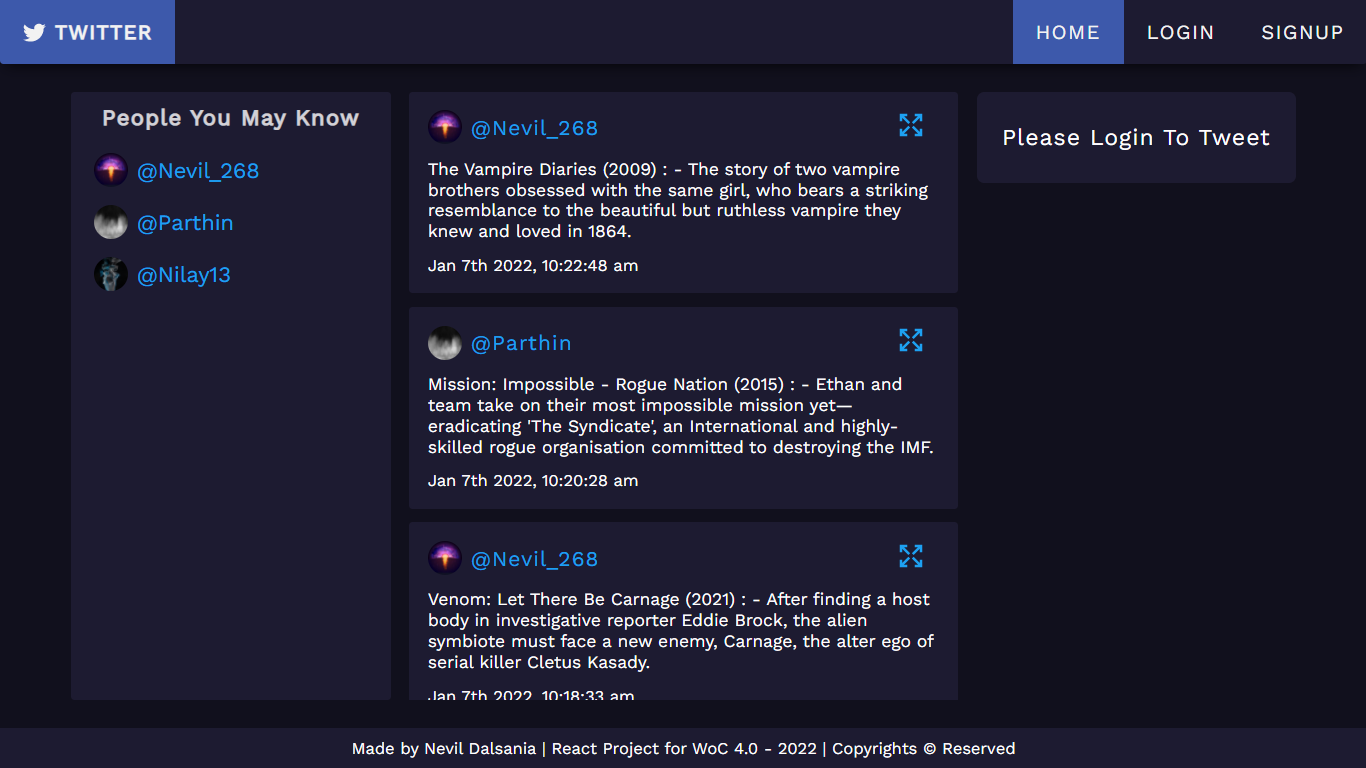 TWITTER
HOME
LOGIN
SIGNUP
People You May Know
@Nevil_268
@Parthin
@Nilay13
@Nevil_268
The Vampire Diaries (2009) : - The story of two vampire
brothers obsessed with the same girl, who bears a striking
resemblance to the beautiful but ruthless vampire they
knew and loved in 1864.
Jan 7th 2022, 10:22:48 am
@Parthin
Mission: Impossible - Rogue Nation (2015) : - Ethan and
team take on their most impossible mission yet—
eradicating 'The Syndicate', an International and highly-
skilled rogue organisation committed to destroying the IMF.
Jan 7th 2022, 10:20:28 am
@Nevil_268
Venom: Let There Be Carnage (2021) : - After finding a host
body in investigative reporter Eddie Brock, the alien
symbiote must face a new enemy, Carnage, the alter ego of
serial killer Cletus Kasady.
Jan 7th 2022, 10:18:33 am
Please Login To Tweet
Made by Nevil Dalsania | React Project for WoC 4.0 - 2022 | Copyrights © Reserved